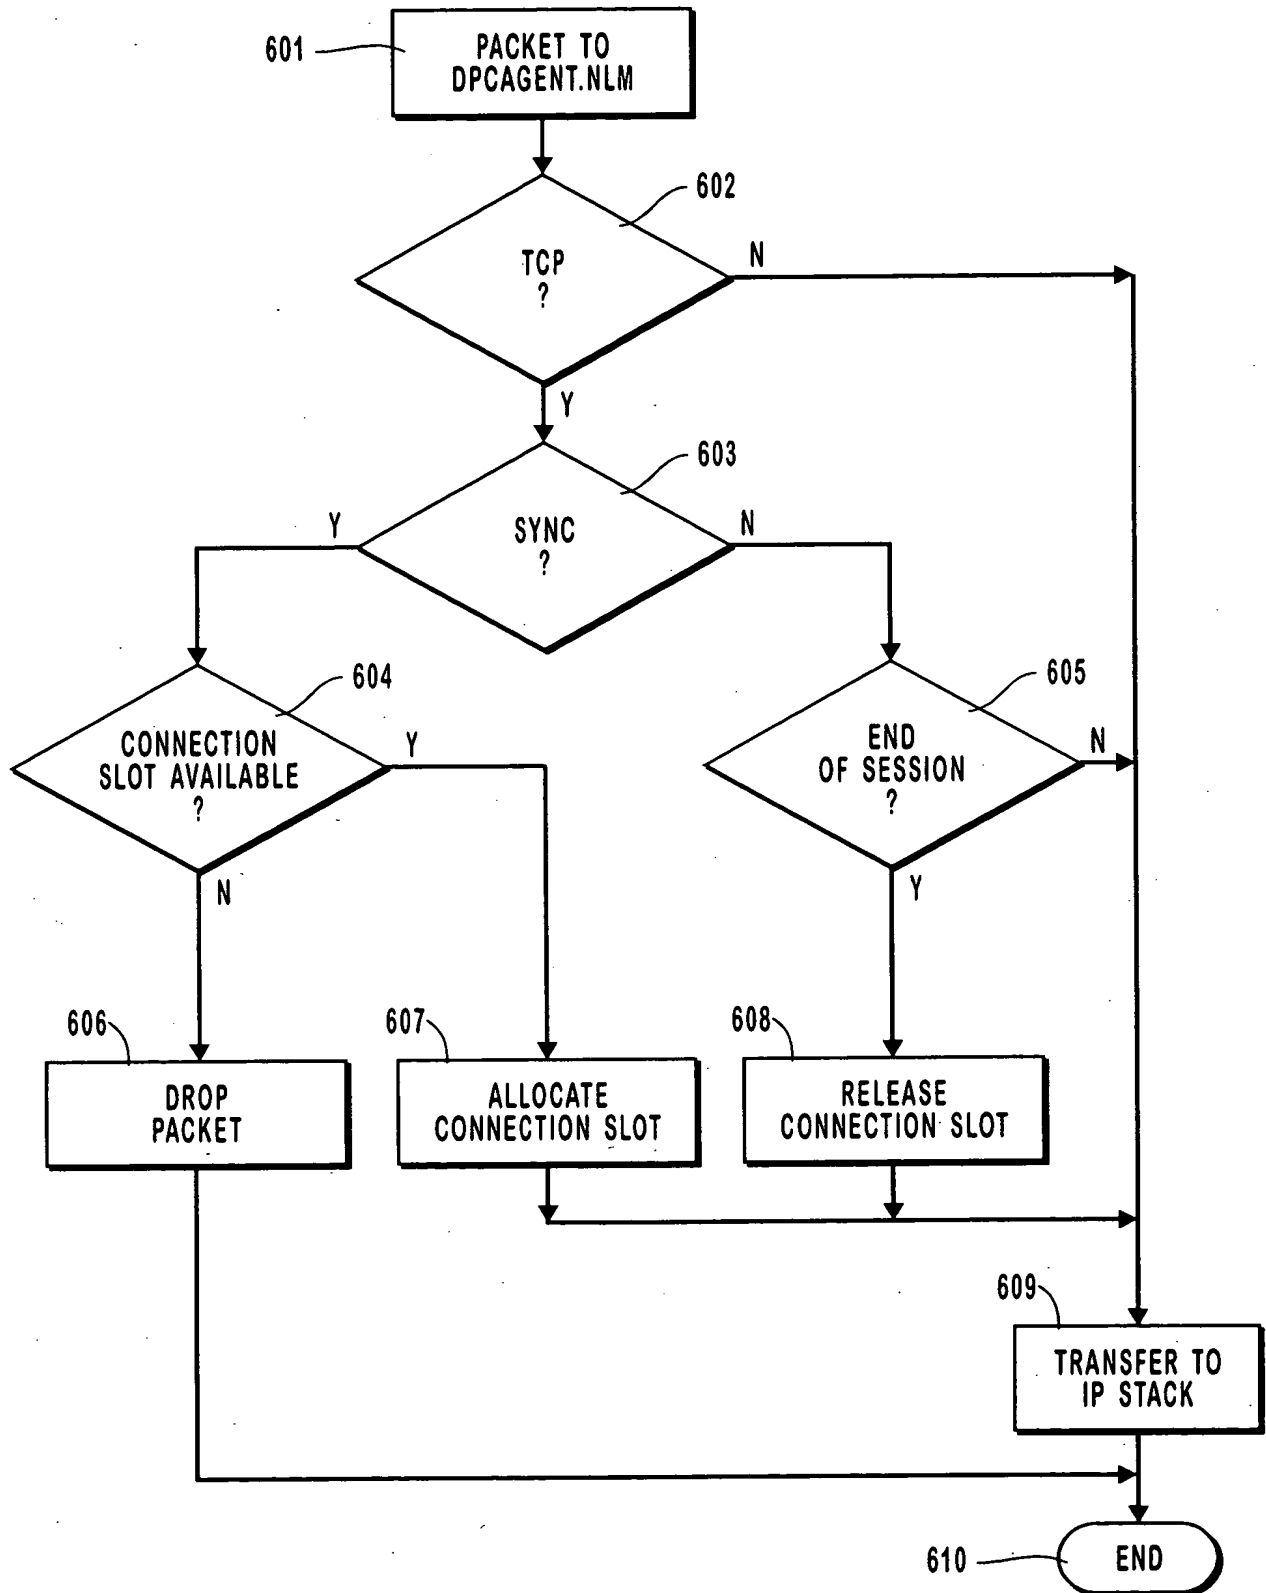 601
PACKET TO
DPCAGENT.NLM
602
TCP
?
N
Y
603
SYNC
?
Y
N
604
CONNECTION
SLOT AVAILABLE
?
Y
N
605
END
OF SESSION
?
N
Y
606
DROP
PACKET
607
ALLOCATE
CONNECTION SLOT
608
RELEASE
CONNECTION SLOT
609
TRANSFER TO
IP STACK
610
END